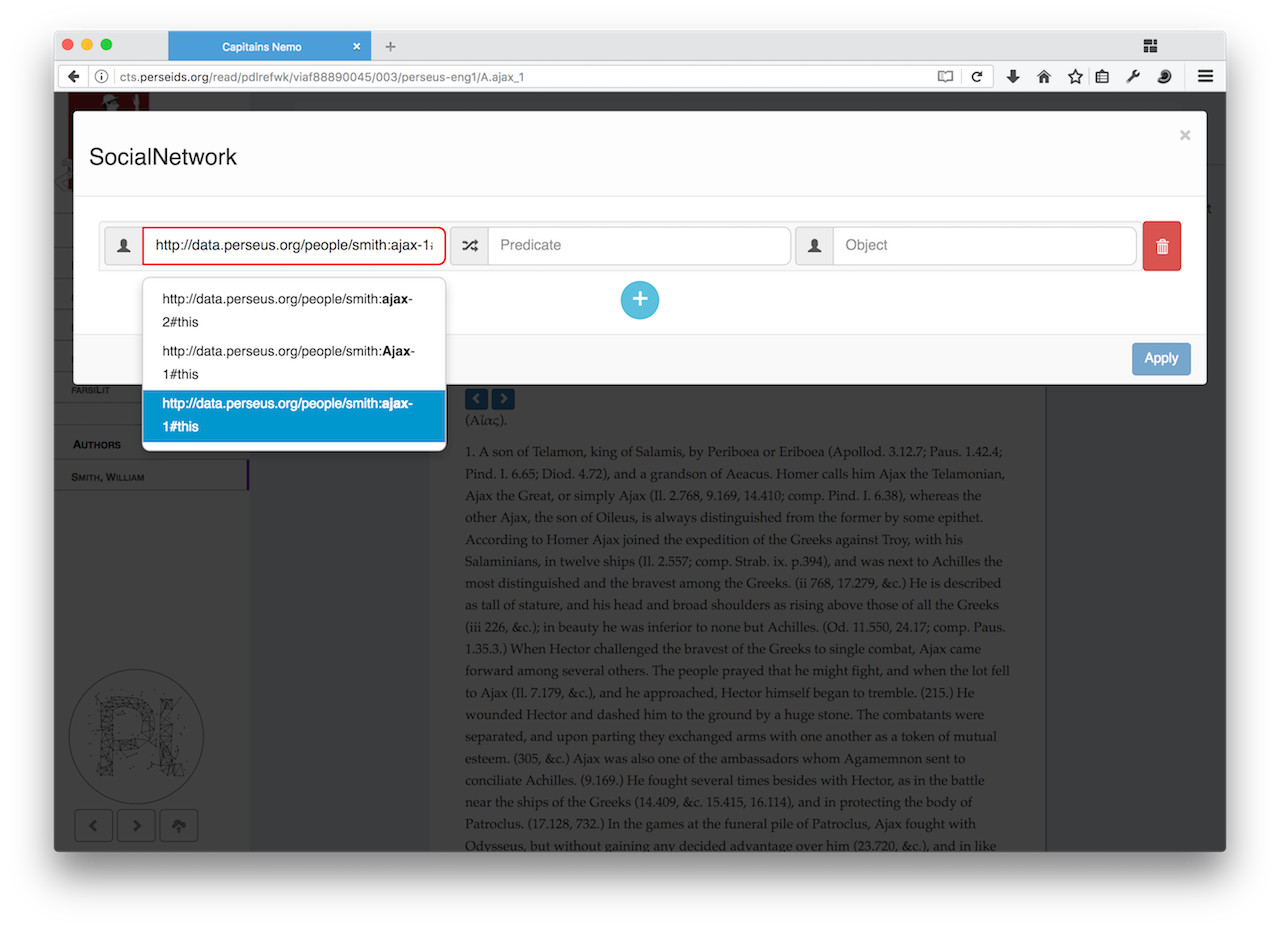 Capitains Nemo
cts.perseids.org/read/pdlrefwk/viaf88890045/003/perseus-eng1/A.ajax_1
SocialNetwork
http://data.perseus.org/people/smith:ajax-1
Predicate
Object
http://data.perseus.org/people/smith:ajax-
2#this
http://data.perseus.org/people/smith:Ajax-
1#this
http://data.perseus.org/people/smith:ajax-
1#this
Apply
FARSILIT
AUTHORS
SMITH, WILLIAM
(Αἴας).
1. A son of Telamon, king of Salamis, by Periboea or Eriboea (Apollod. 3.12.7; Paus. 1.42.4;
Pind. I. 6.65; Diod. 4.72), and a grandson of Aeacus. Homer calls him Ajax the Telamonian,
Ajax the Great, or simply Ajax (Il. 2.768, 9.169, 14.410; comp. Pind. I. 6.38), whereas the
other Ajax, the son of Oileus, is always distinguished from the former by some epithet.
According to Homer Ajax joined the expedition of the Greeks against Troy, with his
Salaminians, in twelve ships (Il. 2.557; comp. Strab. ix. p.394), and was next to Achilles the
most distinguished and the bravest among the Greeks. (ii 768, 17.279, &c.) He is described
as tall of stature, and his head and broad shoulders as rising above those of all the Greeks
(iii 226, &c.); in beauty he was inferior to none but Achilles. (Od. 11.550, 24.17; comp. Paus.
1.35.3.) When Hector challenged the bravest of the Greeks to single combat, Ajax came
forward among several others. The people prayed that he might fight, and when the lot fell
to Ajax (Il. 7.179, &c.), and he approached, Hector himself began to tremble. (215.) He
wounded Hector and dashed him to the ground by a huge stone. The combatants were
separated, and upon parting they exchanged arms with one another as a token of mutual
esteem. (305, &c.) Ajax was also one of the ambassadors whom Agamemnon sent to
conciliate Achilles. (9.169.) He fought several times besides with Hector, as in the battle
near the ships of the Greeks (14.409, &c. 15.415, 16.114), and in protecting the body of
Patroclus. (17.128, 732.) In the games at the funeral pile of Patroclus, Ajax fought with
Odysseus, but without gaining any decided advantage over him (23.720, &c.), and in like
PI